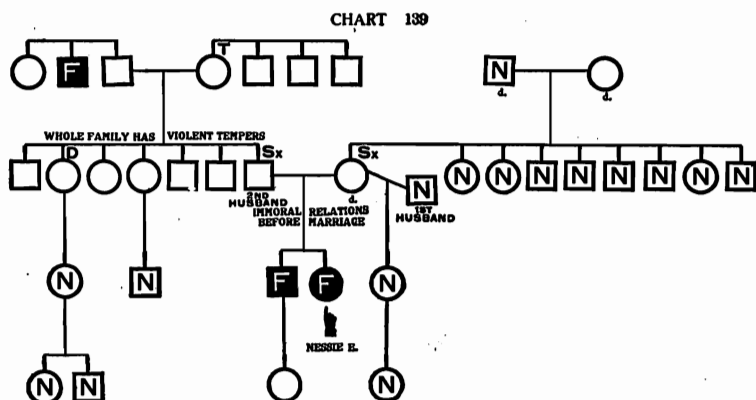 CHART 139
T
F
N
d.
d.
WHOLE FAMILY HAS VIOLENT TEMPERS
D
Sx
Sx
N
N
N
N
N
N
N
N
2ND
HUSBAND
d.
N
1ST
HUSBAND
IMMORAL RELATIONS
BEFORE MARRIAGE
N
N
F
F
N
NESSIE B.
N
N
N